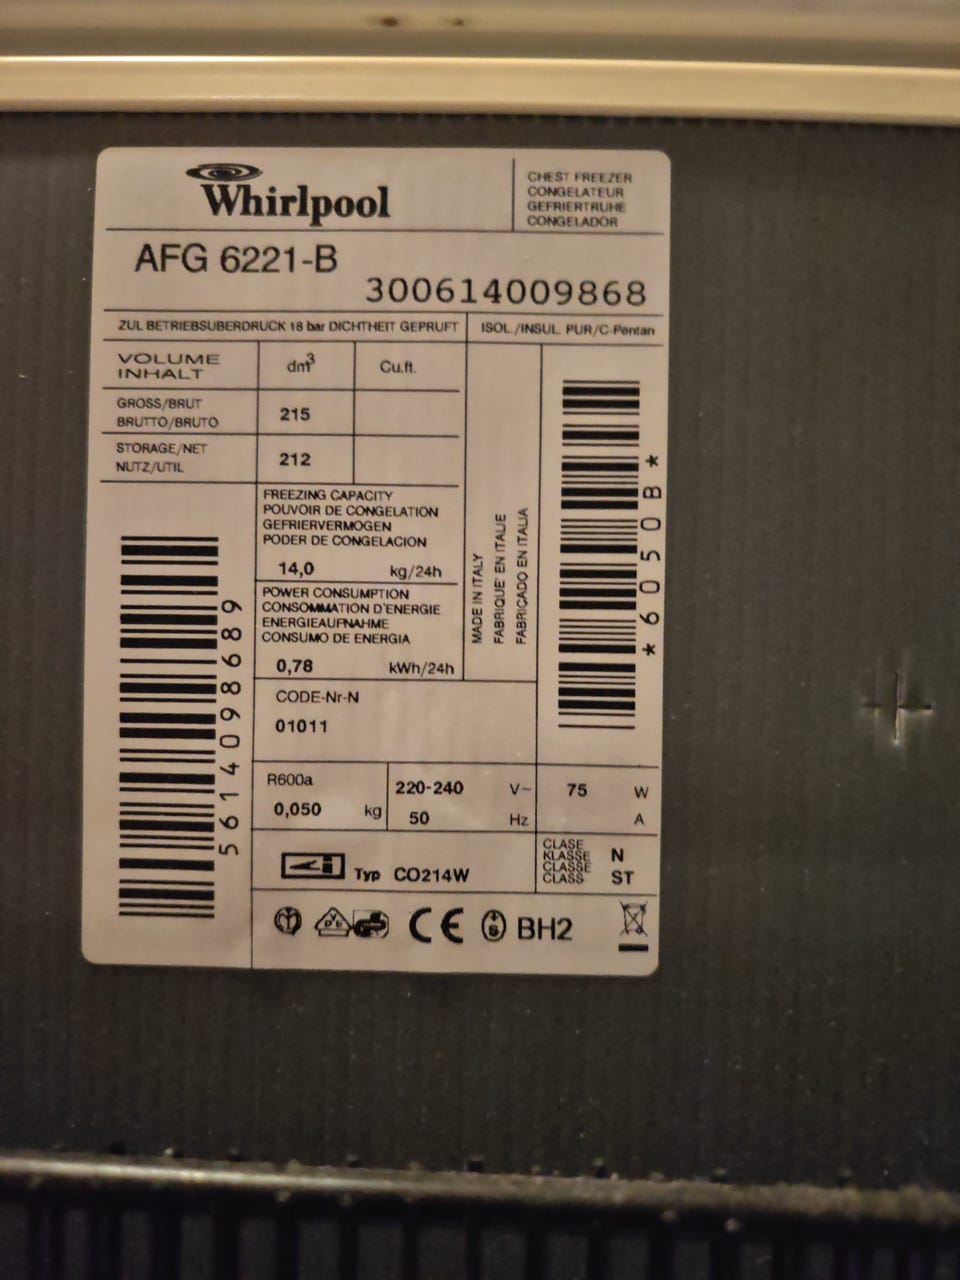 Whirlpool
CHEST FREEZER
CONGELATEUR
GEFRIERTRUHE
CONGELADOR
AFG 6221-B
300614009868
ZUL BETRIEBSUBERDRUCK 18 bar DICHTHEIT GEPRUFT
ISOL./INSUL. PUR/C-Pentan
VOLUME
INHALT
dm³
Cu.ft.
GROSS/BRUT
BRUTTO/BRUTO
215
STORAGE/NET
NUTZ/UTIL
212
FREEZING CAPACITY
POUVOIR DE CONGELATION
GEFRIERVERMOGEN
PODER DE CONGELACION
14,0 kg/24h
POWER CONSUMPTION
CONSOMMATION D'ENERGIE
ENERGIEAUFNAHME
CONSUMO DE ENERGIA
0,78 kWh/24h
MADE IN ITALY
FABRIQUE' EN ITALIE
FABRICADO EN ITALIA
*6050B*
561409868 9
CODE-Nr-N
01011
R600a
0,050 kg
220-240 V~
50 Hz
75 W
A
CLASE
KLASSE
CLASSE
CLASS
N
ST
Typ CO214W
VDE
GS
CE
S
BH2